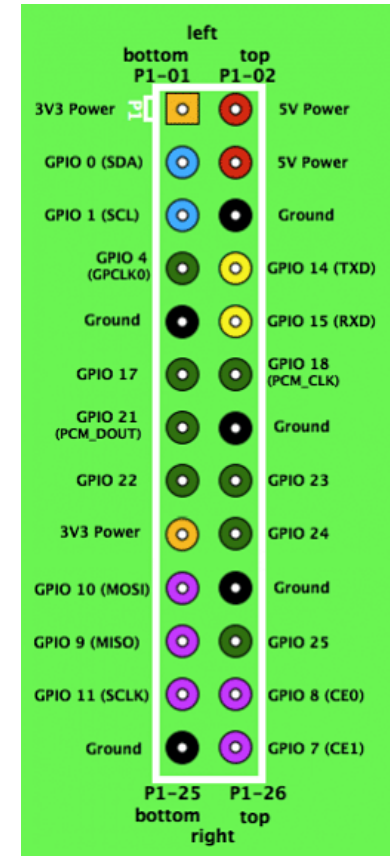 left
bottom top
P1-01 P1-02
3V3 Power P1 5V Power
GPIO 0 (SDA) 5V Power
GPIO 1 (SCL) Ground
GPIO 4
(GPCLK0) GPIO 14 (TXD)
Ground GPIO 15 (RXD)
GPIO 17 GPIO 18
(PCM_CLK)
GPIO 21
(PCM_DOUT) Ground
GPIO 22 GPIO 23
3V3 Power GPIO 24
GPIO 10 (MOSI) Ground
GPIO 9 (MISO) GPIO 25
GPIO 11 (SCLK) GPIO 8 (CE0)
Ground GPIO 7 (CE1)
P1-25 P1-26
bottom top
right